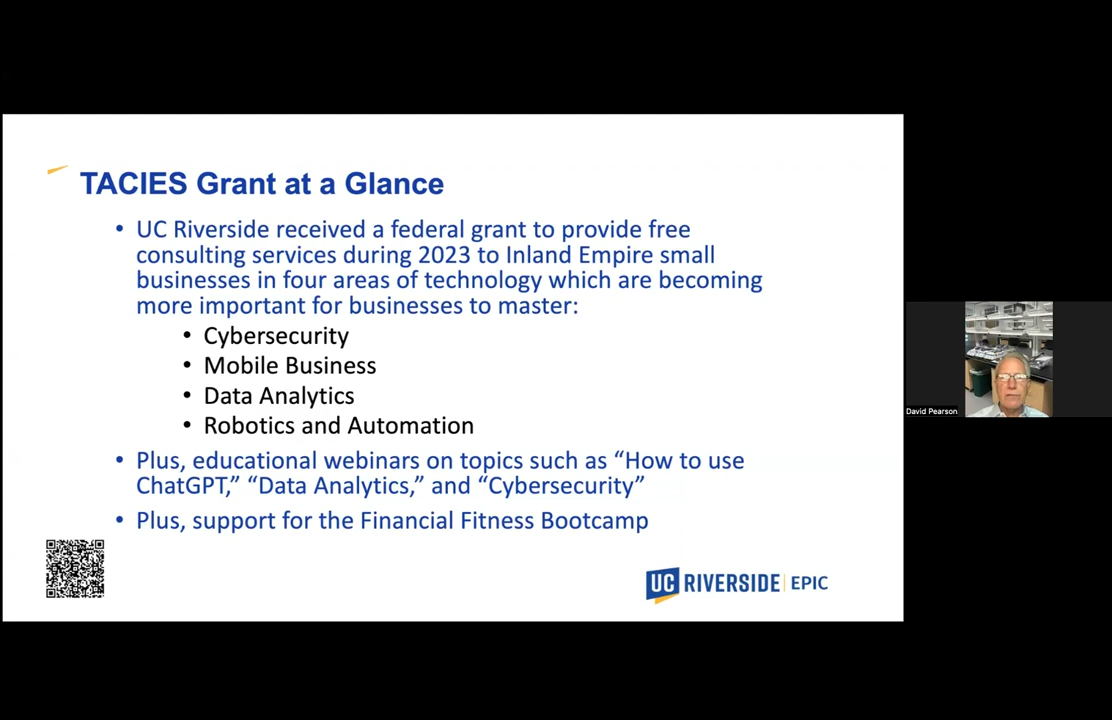 TACIES Grant at a Glance
• UC Riverside received a federal grant to provide free
consulting services during 2023 to Inland Empire small
businesses in four areas of technology which are becoming
more important for businesses to master:
• Cybersecurity
• Mobile Business
• Data Analytics
• Robotics and Automation
• Plus, educational webinars on topics such as “How to use
ChatGPT,” “Data Analytics,” and “Cybersecurity”
• Plus, support for the Financial Fitness Bootcamp
UC RIVERSIDE | EPIC
David Pearson